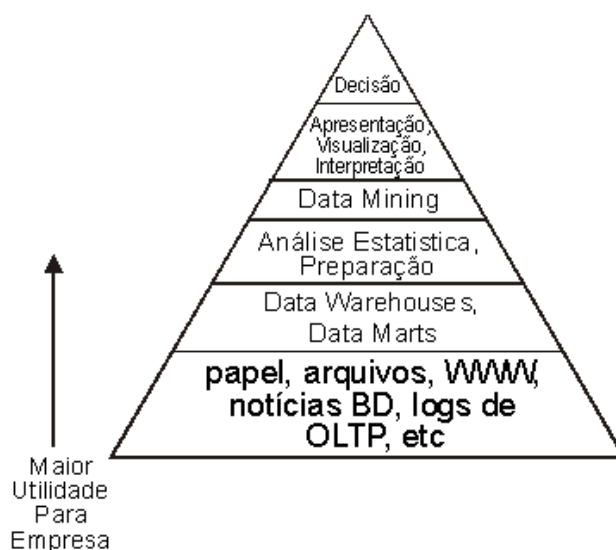 Decisão
Apresentação,
Visualização,
Interpretação
Data Mining
Análise Estatistica,
Preparação
Data Warehouses,
Data Marts
papel, arquivos, WWW,
notícias BD, logs de
OLTP, etc
Maior
Utilidade
Para
Empresa